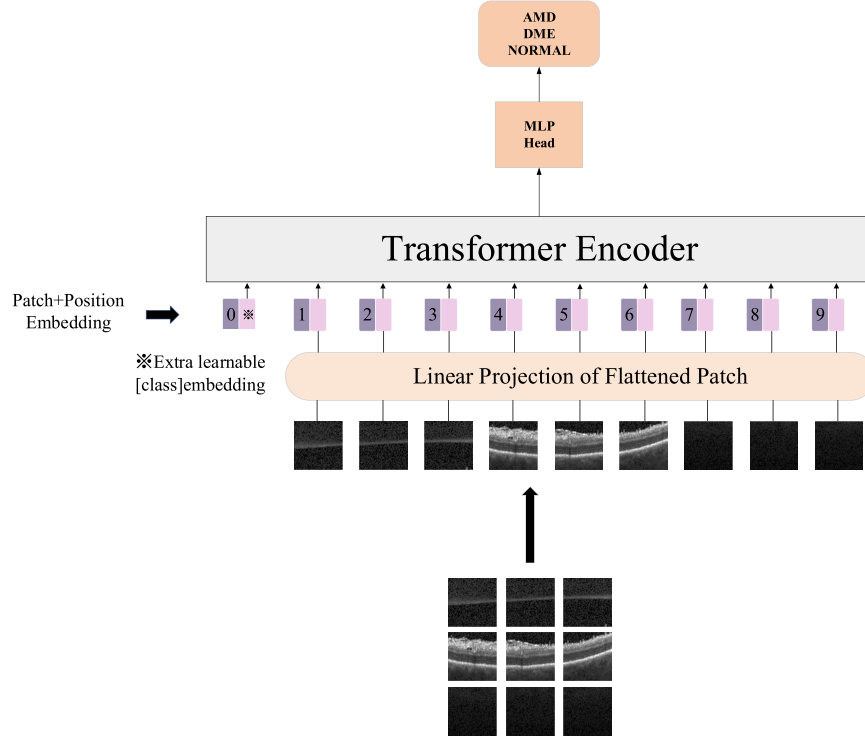 AMD
DME
NORMAL
MLP
Head
Transformer Encoder
Patch+Position
Embedding
0 ※ 1 2 3 4 5 6 7 8 9
※Extra learnable
[class]embedding
Linear Projection of Flattened Patch